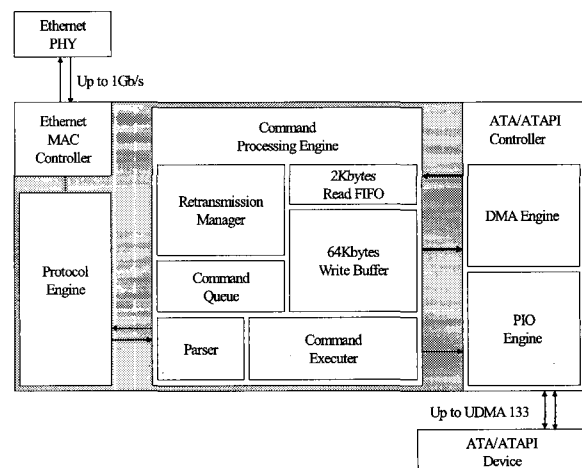 Ethernet
PHY
Up to 1Gb/s
Ethernet
MAC
Controller
Protocol
Engine
Command
Processing Engine
Retransmission
Manager
2Kbytes
Read FIFO
64Kbytes
Write Buffer
Command
Queue
Parser
Command
Executer
ATA/ATAPI
Controller
DMA Engine
PIO
Engine
Up to UDMA 133
ATA/ATAPI
Device